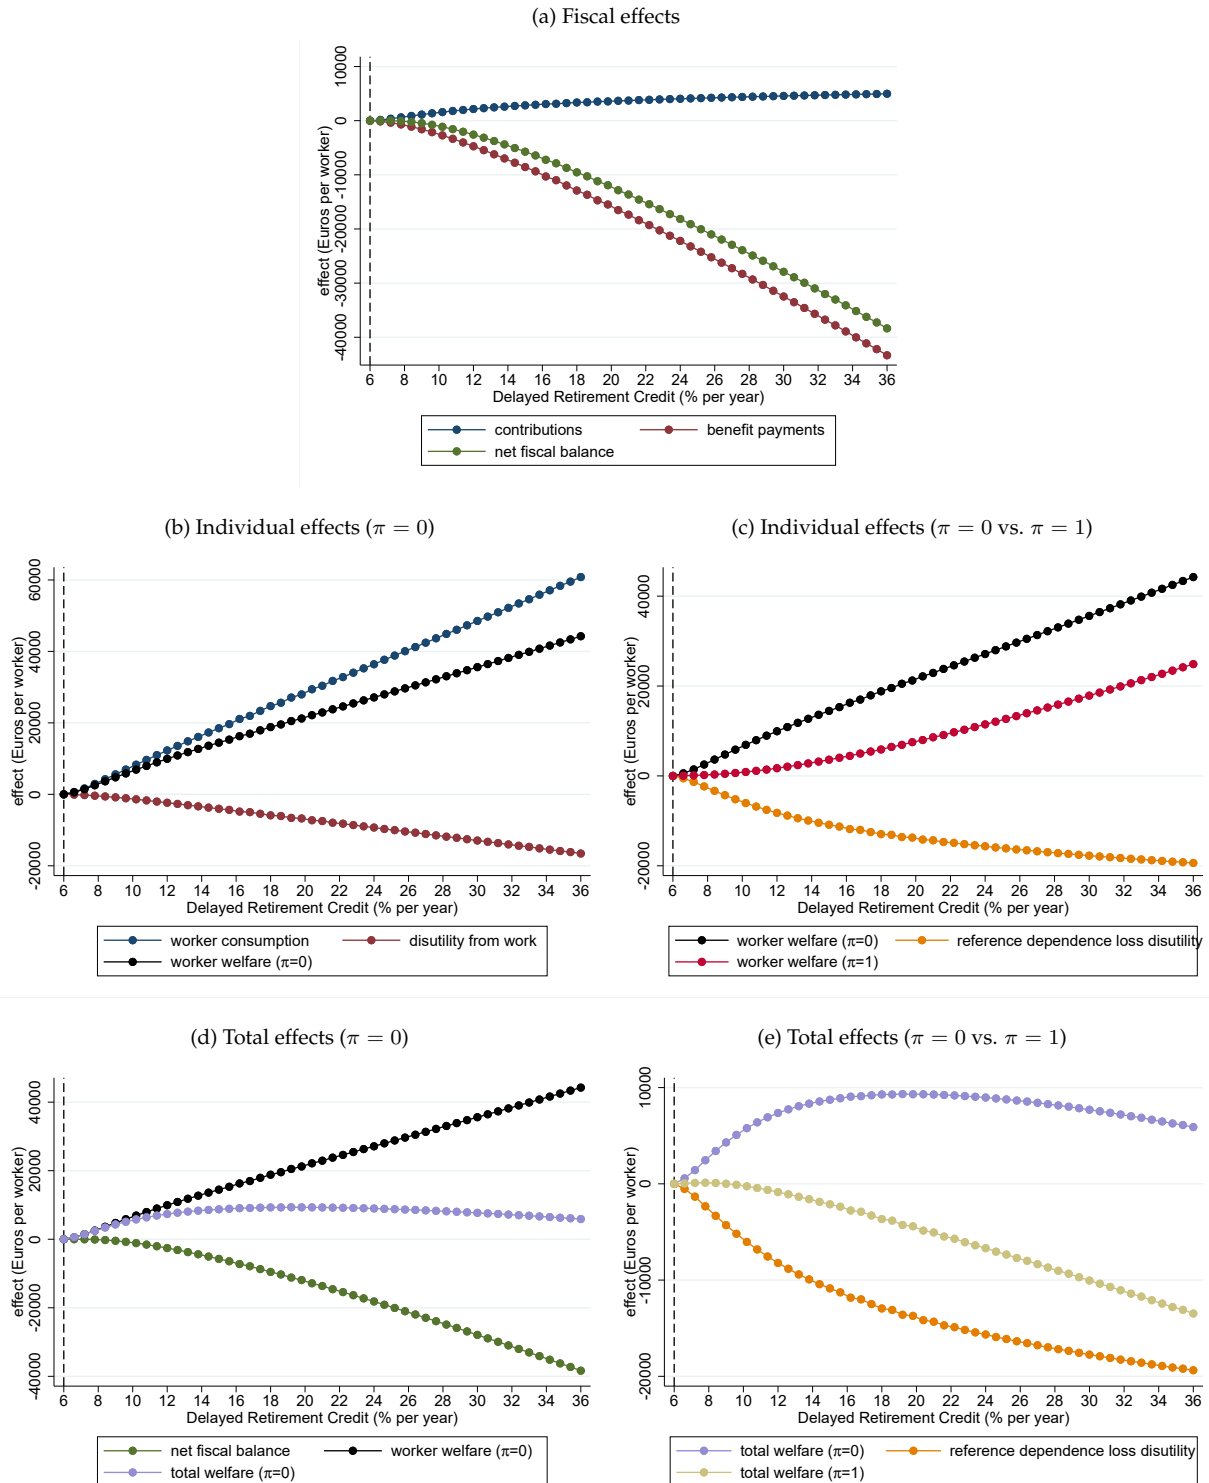 (a) Fiscal effects
effect (Euros per worker)
10000
0
-10000
-20000
-30000
-40000
6 8 10 12 14 16 18 20 22 24 26 28 30 32 34 36
Delayed Retirement Credit (% per year)
contributions benefit payments
net fiscal balance
(b) Individual effects (π = 0)
effect (Euros per worker)
60000
40000
20000
0
-20000
6 8 10 12 14 16 18 20 22 24 26 28 30 32 34 36
Delayed Retirement Credit (% per year)
worker consumption disutility from work
worker welfare (π=0)
(c) Individual effects (π = 0 vs. π = 1)
effect (Euros per worker)
40000
20000
0
-20000
6 8 10 12 14 16 18 20 22 24 26 28 30 32 34 36
Delayed Retirement Credit (% per year)
worker welfare (π=0) reference dependence loss disutility
worker welfare (π=1)
(d) Total effects (π = 0)
effect (Euros per worker)
40000
20000
0
-20000
-40000
6 8 10 12 14 16 18 20 22 24 26 28 30 32 34 36
Delayed Retirement Credit (% per year)
net fiscal balance worker welfare (π=0)
total welfare (π=0)
(e) Total effects (π = 0 vs. π = 1)
effect (Euros per worker)
10000
0
-10000
-20000
6 8 10 12 14 16 18 20 22 24 26 28 30 32 34 36
Delayed Retirement Credit (% per year)
total welfare (π=0) reference dependence loss disutility
total welfare (π=1)